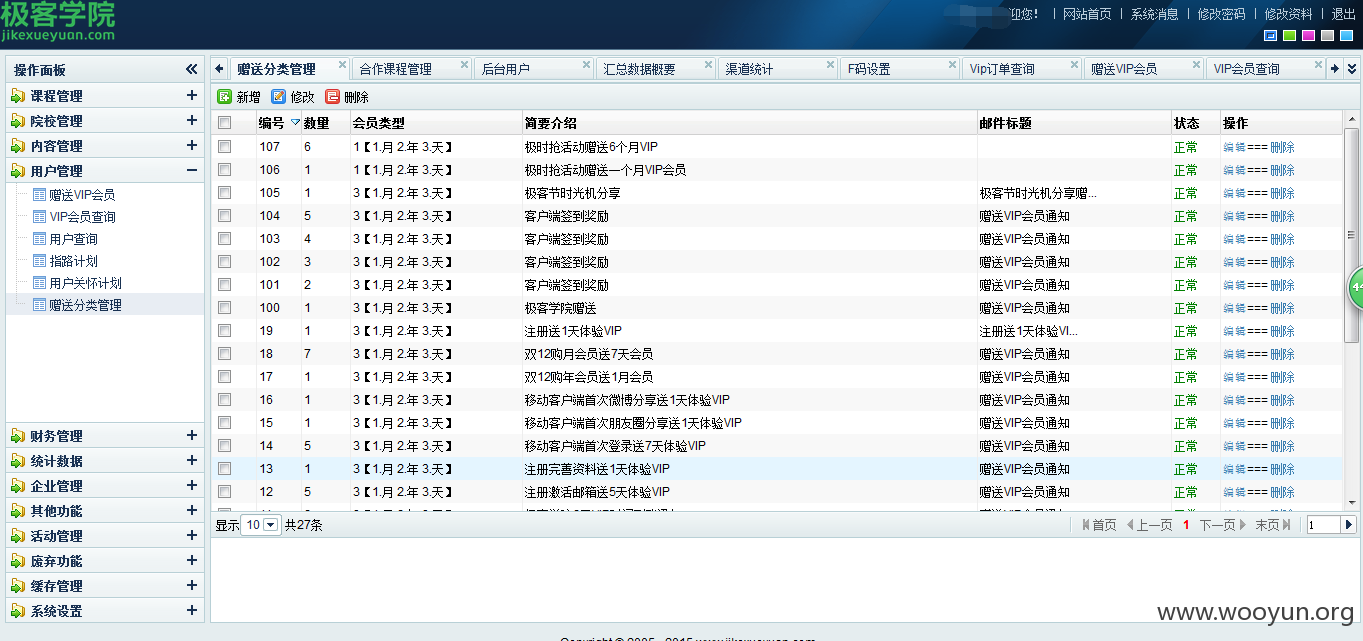 极客学院
jikexueyuan.com
迎您! | 网站首页 | 系统消息 | 修改密码 | 修改资料 | 退出
操作面板
课程管理
院校管理
内容管理
用户管理
赠送VIP会员
VIP会员查询
用户查询
指路计划
用户关怀计划
赠送分类管理
财务管理
统计数据
企业管理
其他功能
活动管理
废弃功能
缓存管理
系统设置
赠送分类管理 合作课程管理 后台用户 汇总数据概要 渠道统计 F码设置 Vip订单查询 赠送VIP会员 VIP会员查询
新增 修改 删除
编号 数量 会员类型 简要介绍 邮件标题 状态 操作
107 6 1【1.月 2.年 3.天】 极时抢活动赠送6个月VIP 正常 编辑===删除
106 1 1【1.月 2.年 3.天】 极时抢活动赠送一个月VIP会员 正常 编辑===删除
105 1 3【1.月 2.年 3.天】 极客节时光机分享 极客节时光机分享赠... 正常 编辑===删除
104 5 3【1.月 2.年 3.天】 客户端签到奖励 赠送VIP会员通知 正常 编辑===删除
103 4 3【1.月 2.年 3.天】 客户端签到奖励 赠送VIP会员通知 正常 编辑===删除
102 3 3【1.月 2.年 3.天】 客户端签到奖励 赠送VIP会员通知 正常 编辑===删除
101 2 3【1.月 2.年 3.天】 客户端签到奖励 赠送VIP会员通知 正常 编辑===删除
100 1 3【1.月 2.年 3.天】 极客学院赠送 赠送VIP会员通知 正常 编辑===删除
19 1 3【1.月 2.年 3.天】 注册送1天体验VIP 注册送1天体验VI... 正常 编辑===删除
18 7 3【1.月 2.年 3.天】 双12购月会员送7天会员 赠送VIP会员通知 正常 编辑===删除
17 1 3【1.月 2.年 3.天】 双12购年会员送1月会员 赠送VIP会员通知 正常 编辑===删除
16 1 3【1.月 2.年 3.天】 移动客户端首次微博分享送1天体验VIP 赠送VIP会员通知 正常 编辑===删除
15 1 3【1.月 2.年 3.天】 移动客户端首次朋友圈分享送1天体验VIP 赠送VIP会员通知 正常 编辑===删除
14 5 3【1.月 2.年 3.天】 移动客户端首次登录送7天体验VIP 赠送VIP会员通知 正常 编辑===删除
13 1 3【1.月 2.年 3.天】 注册完善资料送1天体验VIP 赠送VIP会员通知 正常 编辑===删除
12 5 3【1.月 2.年 3.天】 注册激活邮箱送5天体验VIP 赠送VIP会员通知 正常 编辑===删除
显示 10 共27条 首页 上一页 1 下一页 末页 1
44
www.wooyun.org
Copyright © 2005 - 2015 www.jikexueyuan.com